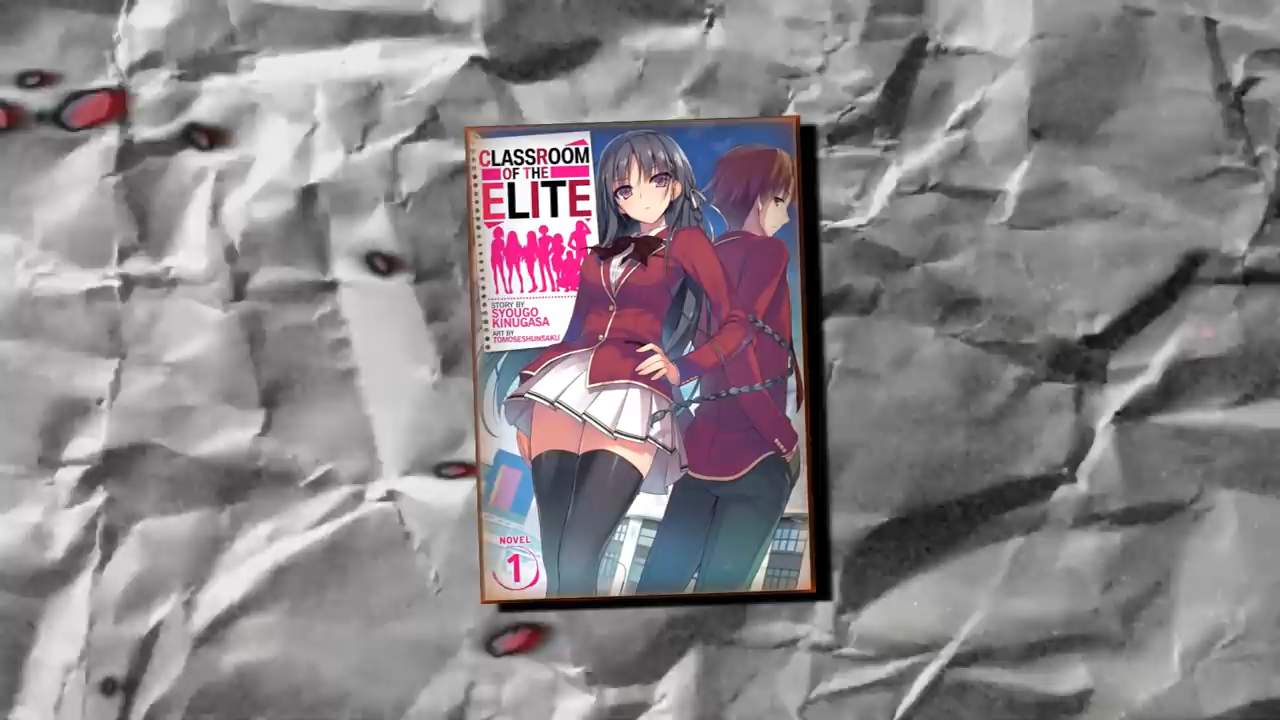 CLASSROOM
OF THE
ELITE
STORY BY
SYOUGO
KINUGASA
ART BY
TOMOSESHUNSAKU
NOVEL
1